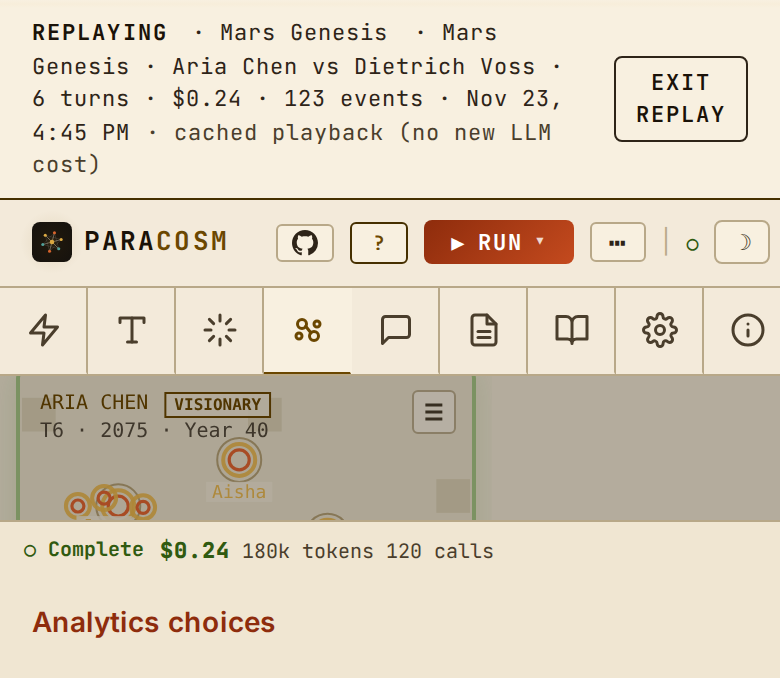 REPLAYING · Mars Genesis · Mars
Genesis · Aria Chen vs Dietrich Voss ·
6 turns · $0.24 · 123 events · Nov 23,
4:45 PM · cached playback (no new LLM
cost)
EXIT
REPLAY
PARACOSM
?
▶ RUN ▼
ARIA CHEN VISIONARY
T6 · 2075 · Year 40
Aisha
○ Complete $0.24 180k tokens 120 calls
Analytics choices